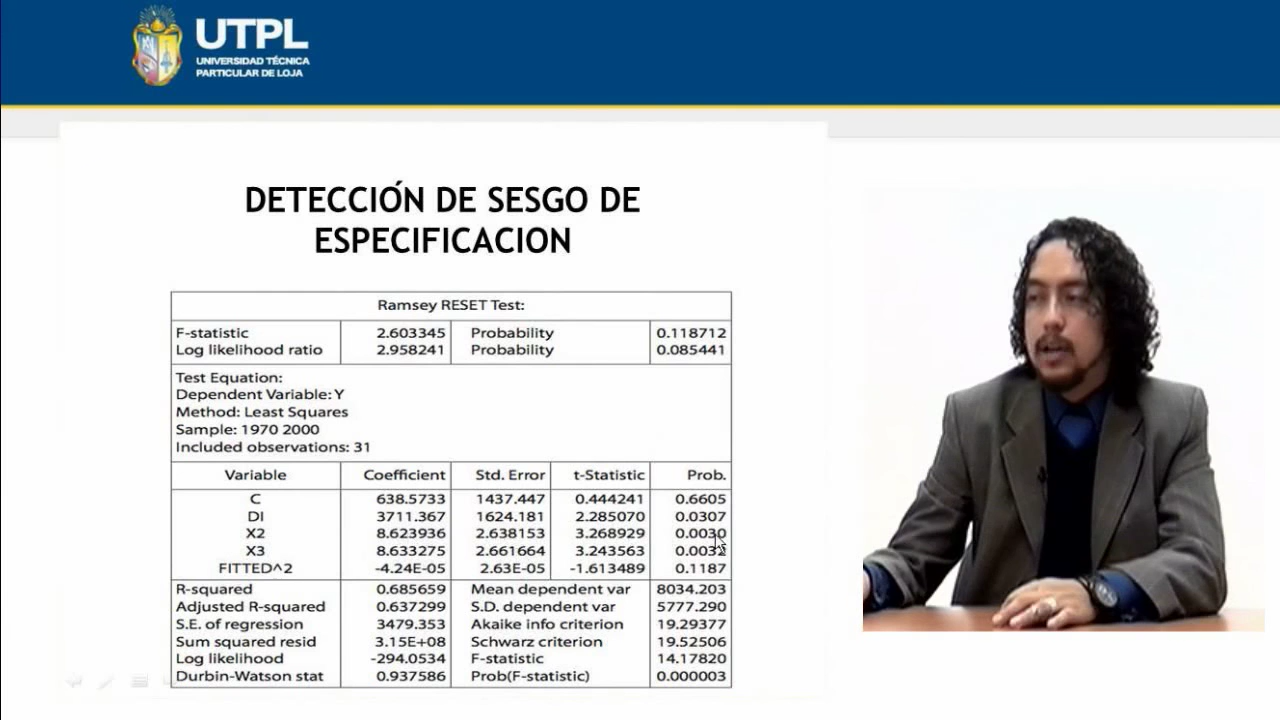 UTPL
UNIVERSIDAD TÉCNICA
PARTICULAR DE LOJA
DETECCIÓN DE SESGO DE
ESPECIFICACION
Ramsey RESET Test:
F-statistic 2.603345 Probability 0.118712
Log likelihood ratio 2.958241 Probability 0.085441
Test Equation:
Dependent Variable: Y
Method: Least Squares
Sample: 1970 2000
Included observations: 31
Variable Coefficient Std. Error t-Statistic Prob.
C 638.5733 1437.447 0.444241 0.6605
DI 3711.367 1624.181 2.285070 0.0307
X2 8.623936 2.638153 3.268929 0.0030
X3 8.633275 2.661664 3.243563 0.0032
FITTED^2 -4.24E-05 2.63E-05 -1.613489 0.1187
R-squared 0.685659 Mean dependent var 8034.203
Adjusted R-squared 0.637299 S.D. dependent var 5777.290
S.E. of regression 3479.353 Akaike info criterion 19.29377
Sum squared resid 3.15E+08 Schwarz criterion 19.52506
Log likelihood -294.0534 F-statistic 14.17820
Durbin-Watson stat 0.937586 Prob(F-statistic) 0.000003